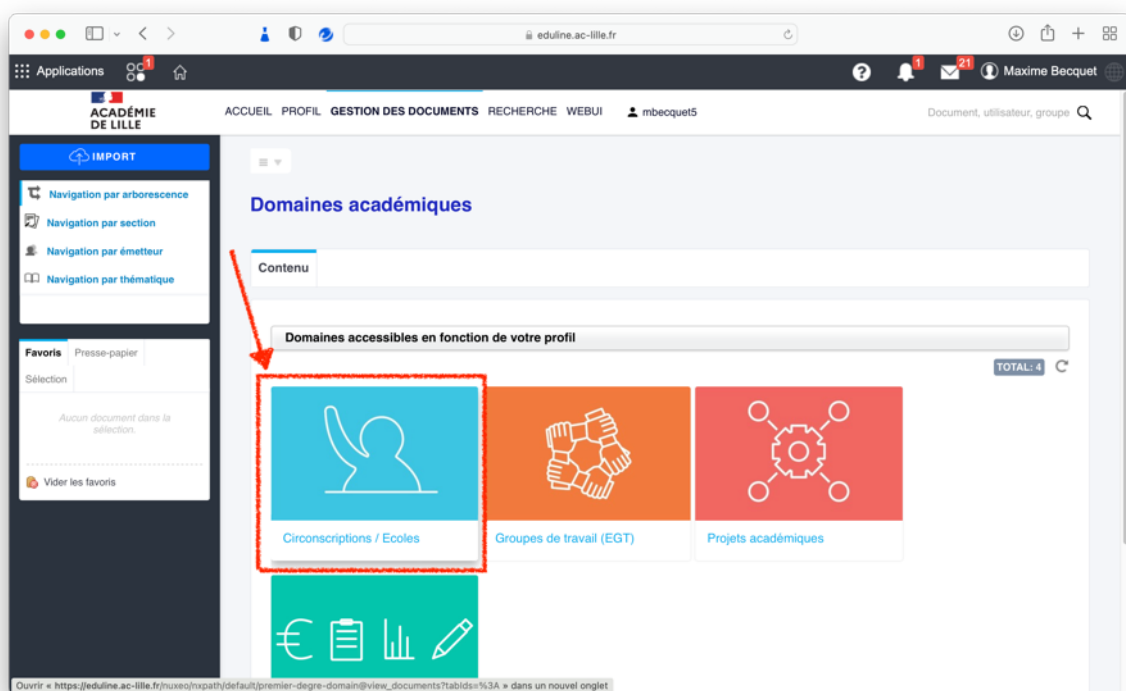 eduline.ac-lille.fr
Applications
1
1
21
Maxime Becquet
ACADÉMIE
DE LILLE
ACCUEIL PROFIL GESTION DES DOCUMENTS RECHERCHE WEBUI mbecquet5
Document, utilisateur, groupe
IMPORT
Navigation par arborescence
Navigation par section
Navigation par émetteur
Navigation par thématique
Favoris Presse-papier
Sélection
Aucun document dans la
sélection.
Vider les favoris
Domaines académiques
Contenu
Domaines accessibles en fonction de votre profil
TOTAL: 4
Circonscriptions / Ecoles
Groupes de travail (EGT)
Projets académiques
Ouvrir « https://eduline.ac-lille.fr/nuxeo/nxpath/default/premier-degre-domain@view_documents?tabIds=%3A » dans un nouvel onglet